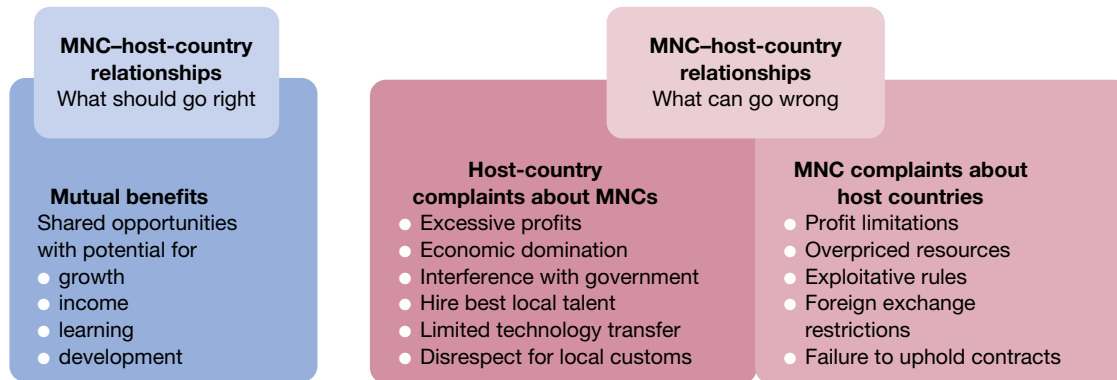 MNC–host-country
relationships
What should go right
Mutual benefits
Shared opportunities
with potential for
growth
income
learning
development
MNC–host-country
relationships
What can go wrong
Host-country
complaints about MNCs
Excessive profits
Economic domination
Interference with government
Hire best local talent
Limited technology transfer
Disrespect for local customs
MNC complaints about
host countries
Profit limitations
Overpriced resources
Exploitative rules
Foreign exchange
restrictions
Failure to uphold contracts